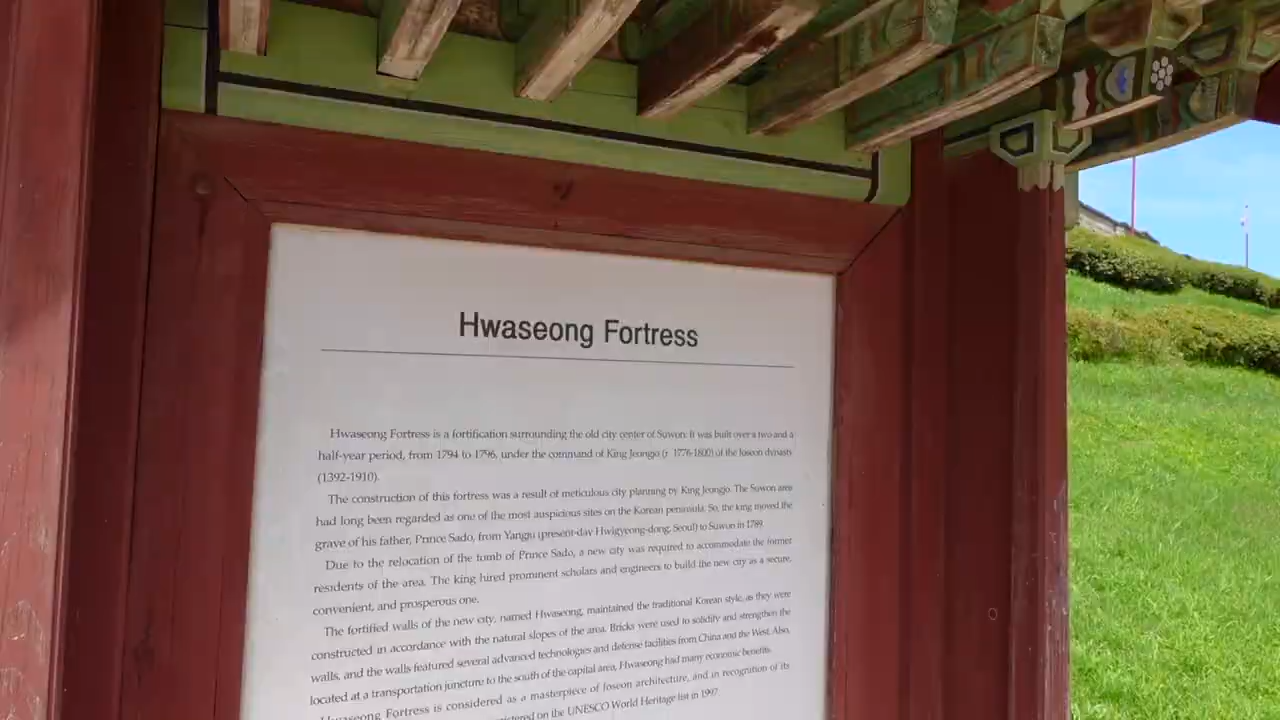 Hwaseong Fortress
Hwaseong Fortress is a fortification surrounding the old city center of Suwon. It was built over a two and a
half-year period, from 1794 to 1796, under the command of King Jeongjo (r. 1776-1800) of the Joseon dynasty
(1392-1910).
The construction of this fortress was a result of meticulous city planning by King Jeongjo. The Suwon area
had long been regarded as one of the most auspicious sites on the Korean peninsula. So, the king moved the
grave of his father, Prince Sado, from Yangju (present-day Hwigyeong-dong, Seoul) to Suwon in 1789.
Due to the relocation of the tomb of Prince Sado, a new city was required to accommodate the former
residents of the area. The king hired prominent scholars and engineers to build the new city as a secure,
convenient, and prosperous one.
The fortified walls of the new city, named Hwaseong, maintained the traditional Korean style, as they were
constructed in accordance with the natural slopes of the area. Bricks were used to solidify and strengthen the
walls, and the walls featured several advanced technologies and defense facilities from China and the West. Also,
located at a transportation juncture to the south of the capital area, Hwaseong had many economic benefits.
Hwaseong Fortress is considered as a masterpiece of Joseon architecture, and in recognition of its
on the UNESCO World Heritage list in 1997.